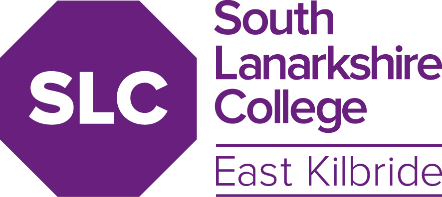 SLC
South
Lanarkshire
College
East Kilbride